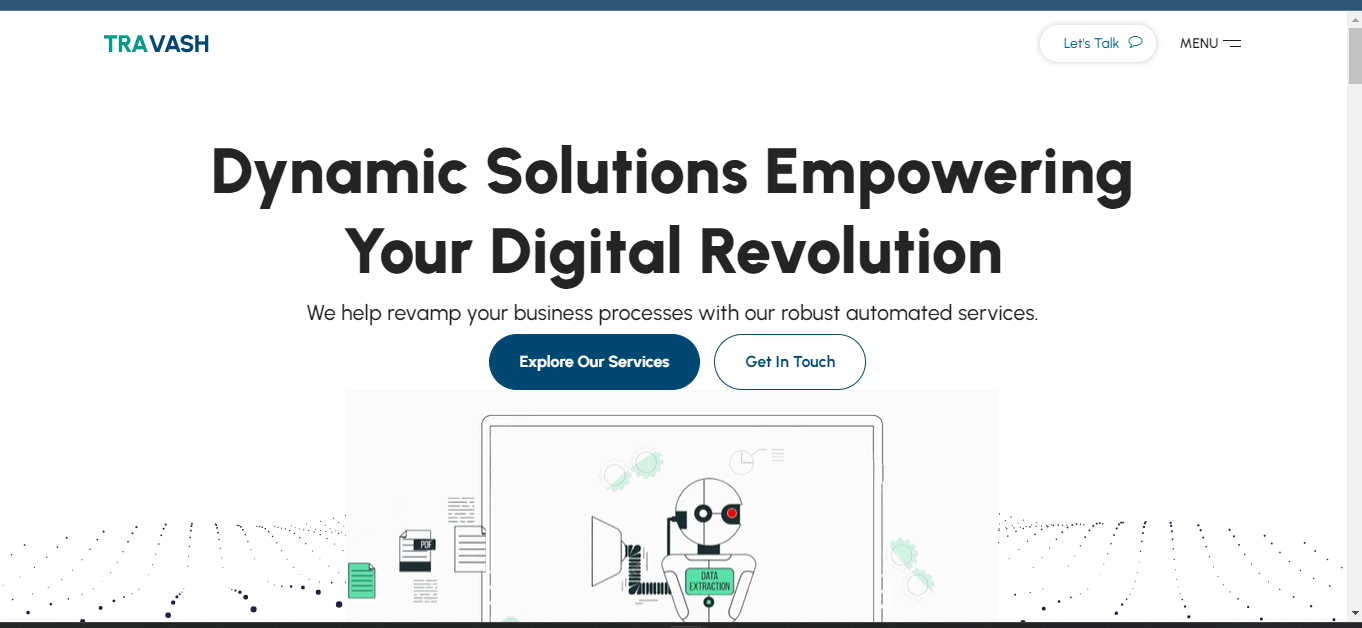 TRAVASH
Let's Talk
MENU
Dynamic Solutions Empowering
Your Digital Revolution
We help revamp your business processes with our robust automated services.
Explore Our Services
Get In Touch
PDF
DATA
EXTRACTION